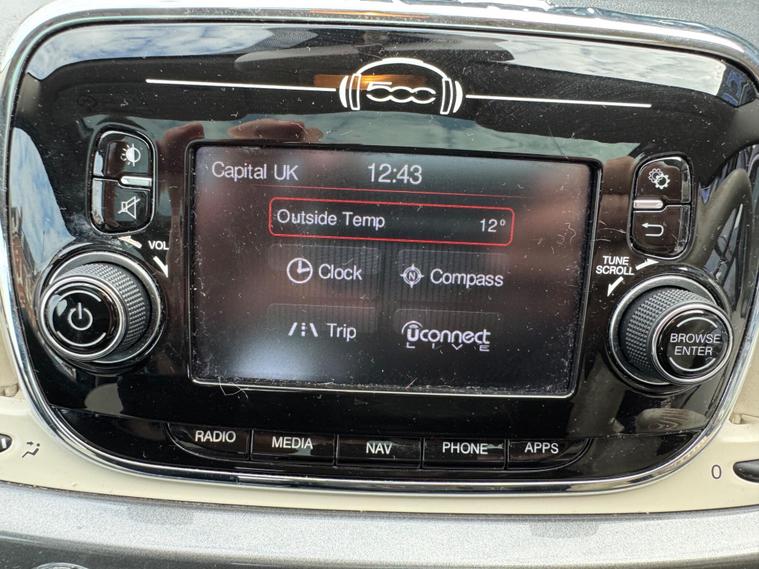 500
Capital UK 12:43
Outside Temp 12°
Clock Compass
Trip uconnect
LIVE
VOL
TUNE
SCROLL
BROWSE
ENTER
RADIO MEDIA NAV PHONE APPS
0